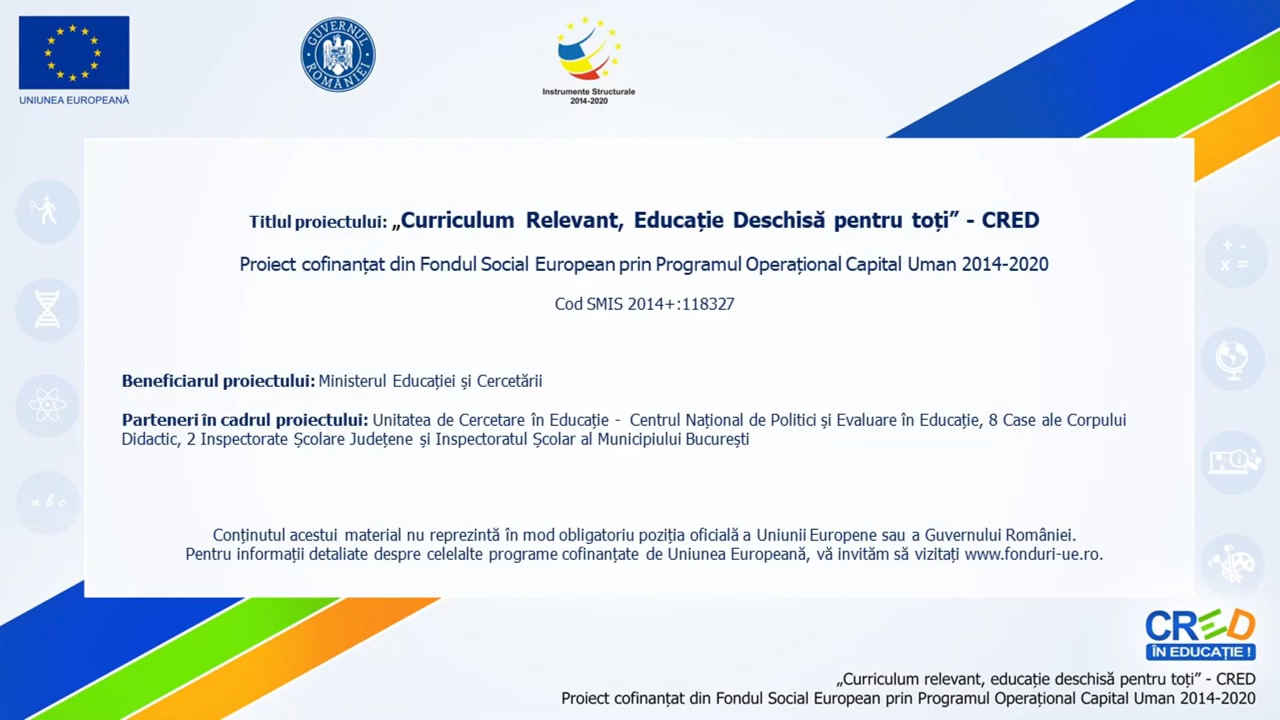 UNIUNEA EUROPEANĂ
GUVERNUL ROMÂNIEI
Instrumente Structurale
2014-2020
Titlul proiectului: „Curriculum Relevant, Educație Deschisă pentru toți” - CRED
Proiect cofinanțat din Fondul Social European prin Programul Operațional Capital Uman 2014-2020
Cod SMIS 2014+:118327
Beneficiarul proiectului: Ministerul Educației și Cercetării
Parteneri în cadrul proiectului: Unitatea de Cercetare în Educație - Centrul Național de Politici și Evaluare în Educație, 8 Case ale Corpului
Didactic, 2 Inspectorate Școlare Județene și Inspectoratul Școlar al Municipiului București
Conținutul acestui material nu reprezintă în mod obligatoriu poziția oficială a Uniunii Europene sau a Guvernului României.
Pentru informații detaliate despre celelalte programe cofinanțate de Uniunea Europeană, vă invităm să vizitați www.fonduri-ue.ro.
+ -
x =
a b c
CRED
ÎN EDUCAȚIE !
„Curriculum relevant, educație deschisă pentru toți” - CRED
Proiect cofinanțat din Fondul Social European prin Programul Operațional Capital Uman 2014-2020